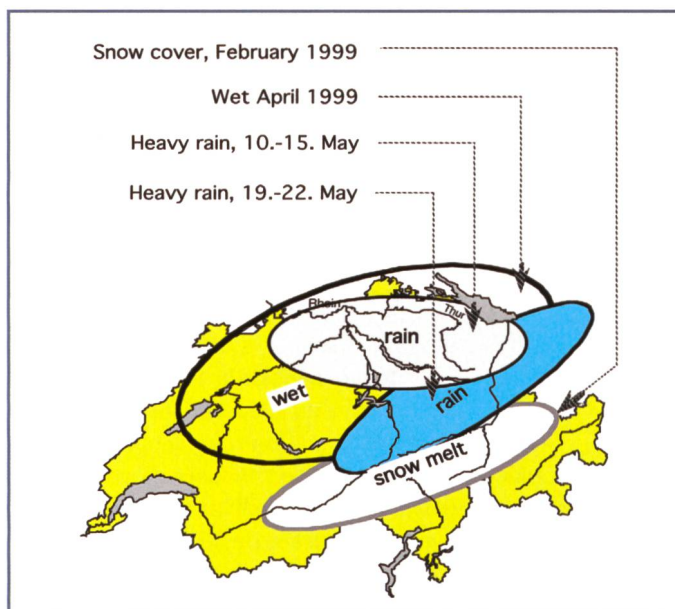 Snow cover, February 1999
Wet April 1999
Heavy rain, 10.-15. May
Heavy rain, 19.-22. May
Rhein
Thur
rain
wet
rain
snow melt